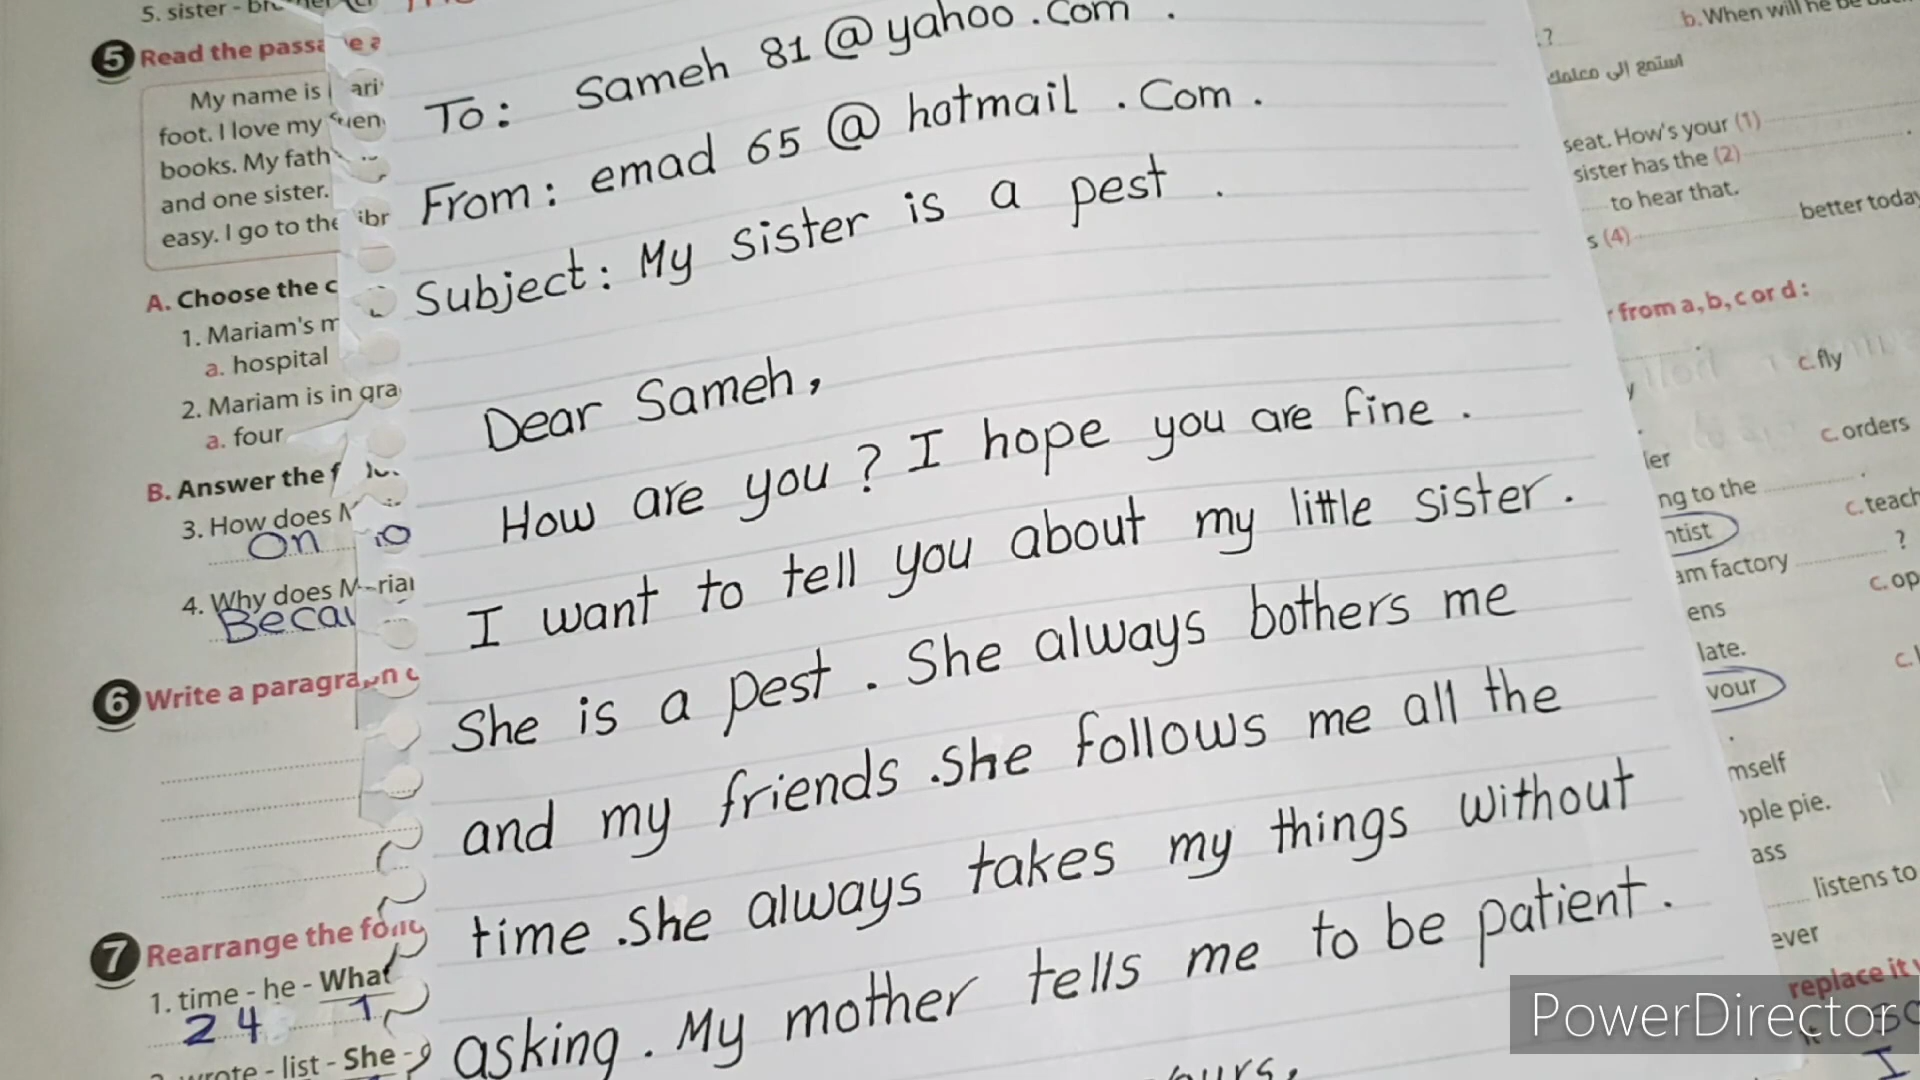 5. sister -
5 Read the passa
My name is
foot. I love my
books. My fath
and one sister.
easy. I go to the
A. Choose the c
1. Mariam's m
a. hospital
2. Mariam is in gra
a. four
B. Answer the f
3. How does M
On
4. Why does M
Becau
6 Write a paragra
7 Rearrange the
1. time - he - What
2 4 1
wrote - list - She -
To: Sameh 81 @ yahoo . Com .
From: emad 65 @ hotmail . Com .
Subject: My sister is a pest .
Dear Sameh,
How are you ? I hope you are fine .
I want to tell you about my little sister .
She is a pest . She always bothers me
and my friends .She follows me all the
time .She always takes my things without
asking . My mother tells me to be patient .
b. When will he be
?
استمع الى معلمك
seat. How's your (1)
sister has the (2)
to hear that.
s (4) better today
from a, b, c or d :
c. fly
c. orders
ng to the
c. teach
ntist
am factory ?
c. op
ens
late.
your
mself
ople pie.
ass
listens to
ever
replace it
I
PowerDirector